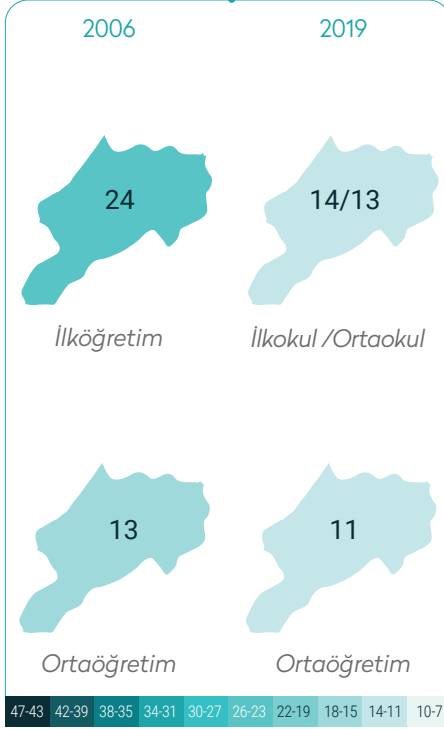 2006 2019
24 14/13
İlköğretim İlkokul /Ortaokul
13 11
Ortaöğretim Ortaöğretim
47-43 42-39 38-35 34-31 30-27 26-23 22-19 18-15 14-11 10-7